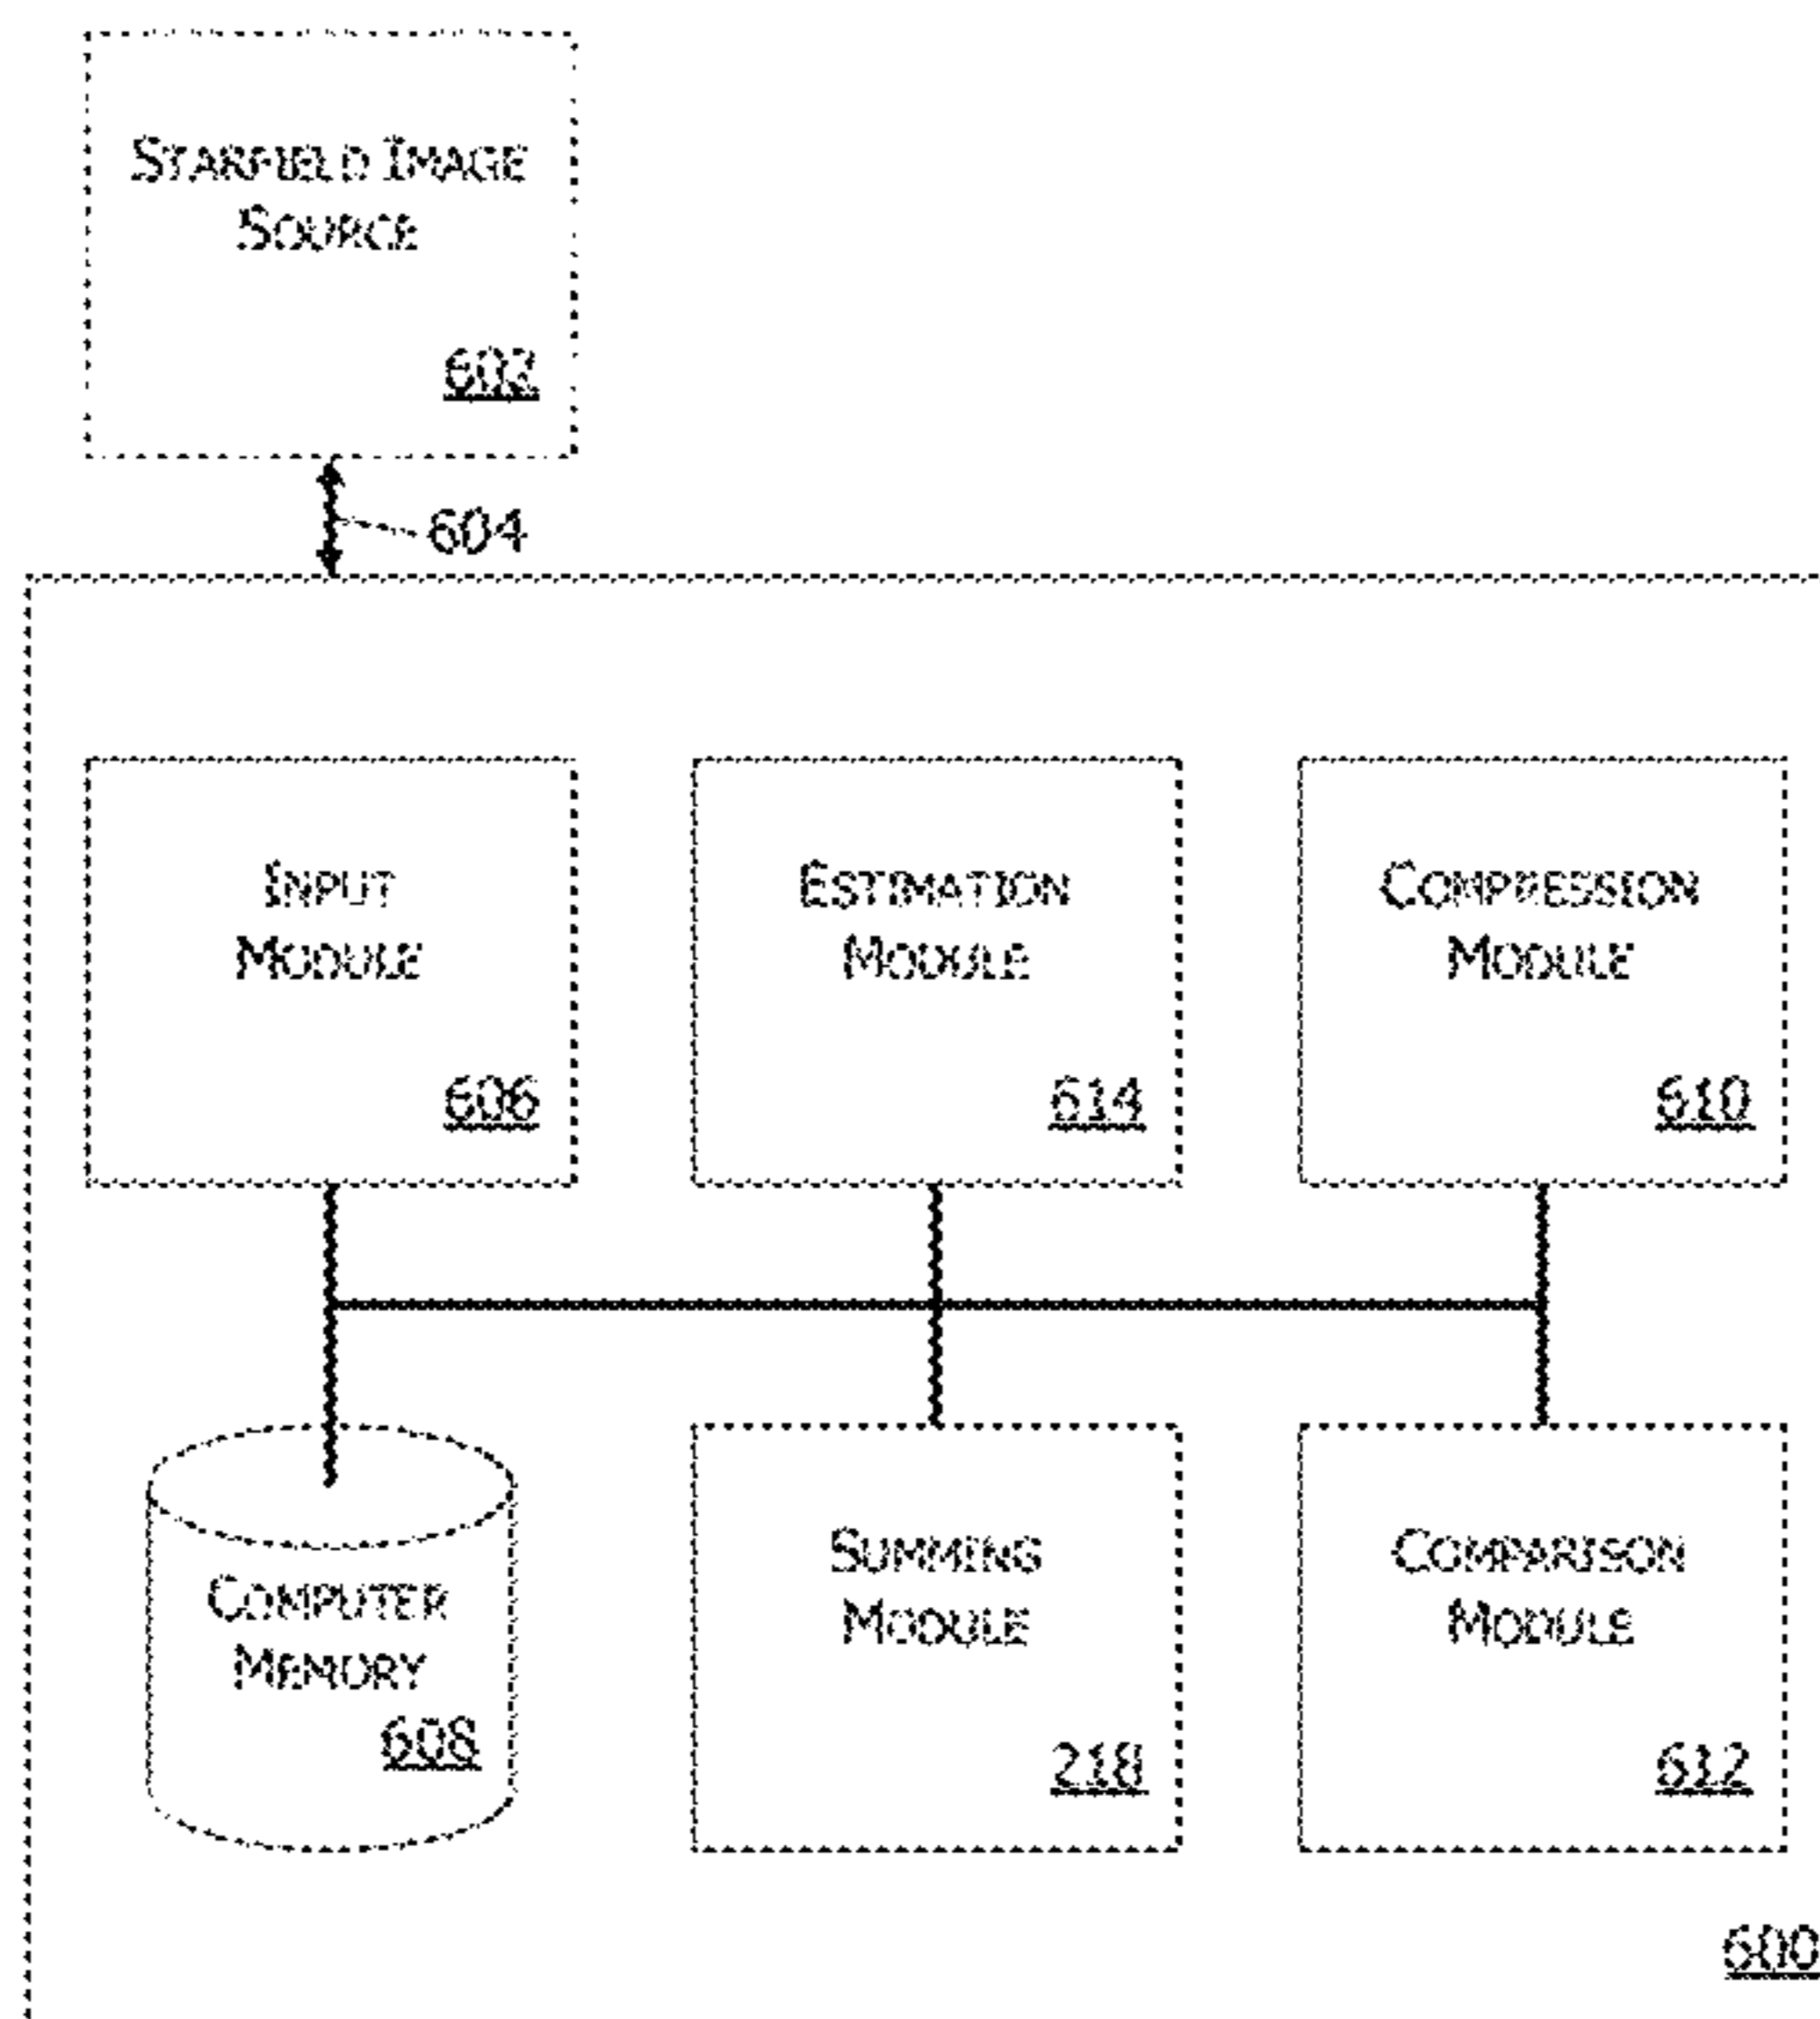 STARFIELD IMAGE
SOURCE
602
604
INPUT
MODULE
606
ESTIMATION
MODULE
614
COMPRESSION
MODULE
610
COMPUTER
MEMORY
608
SUMMING
MODULE
218
COMPARISON
MODULE
612
600